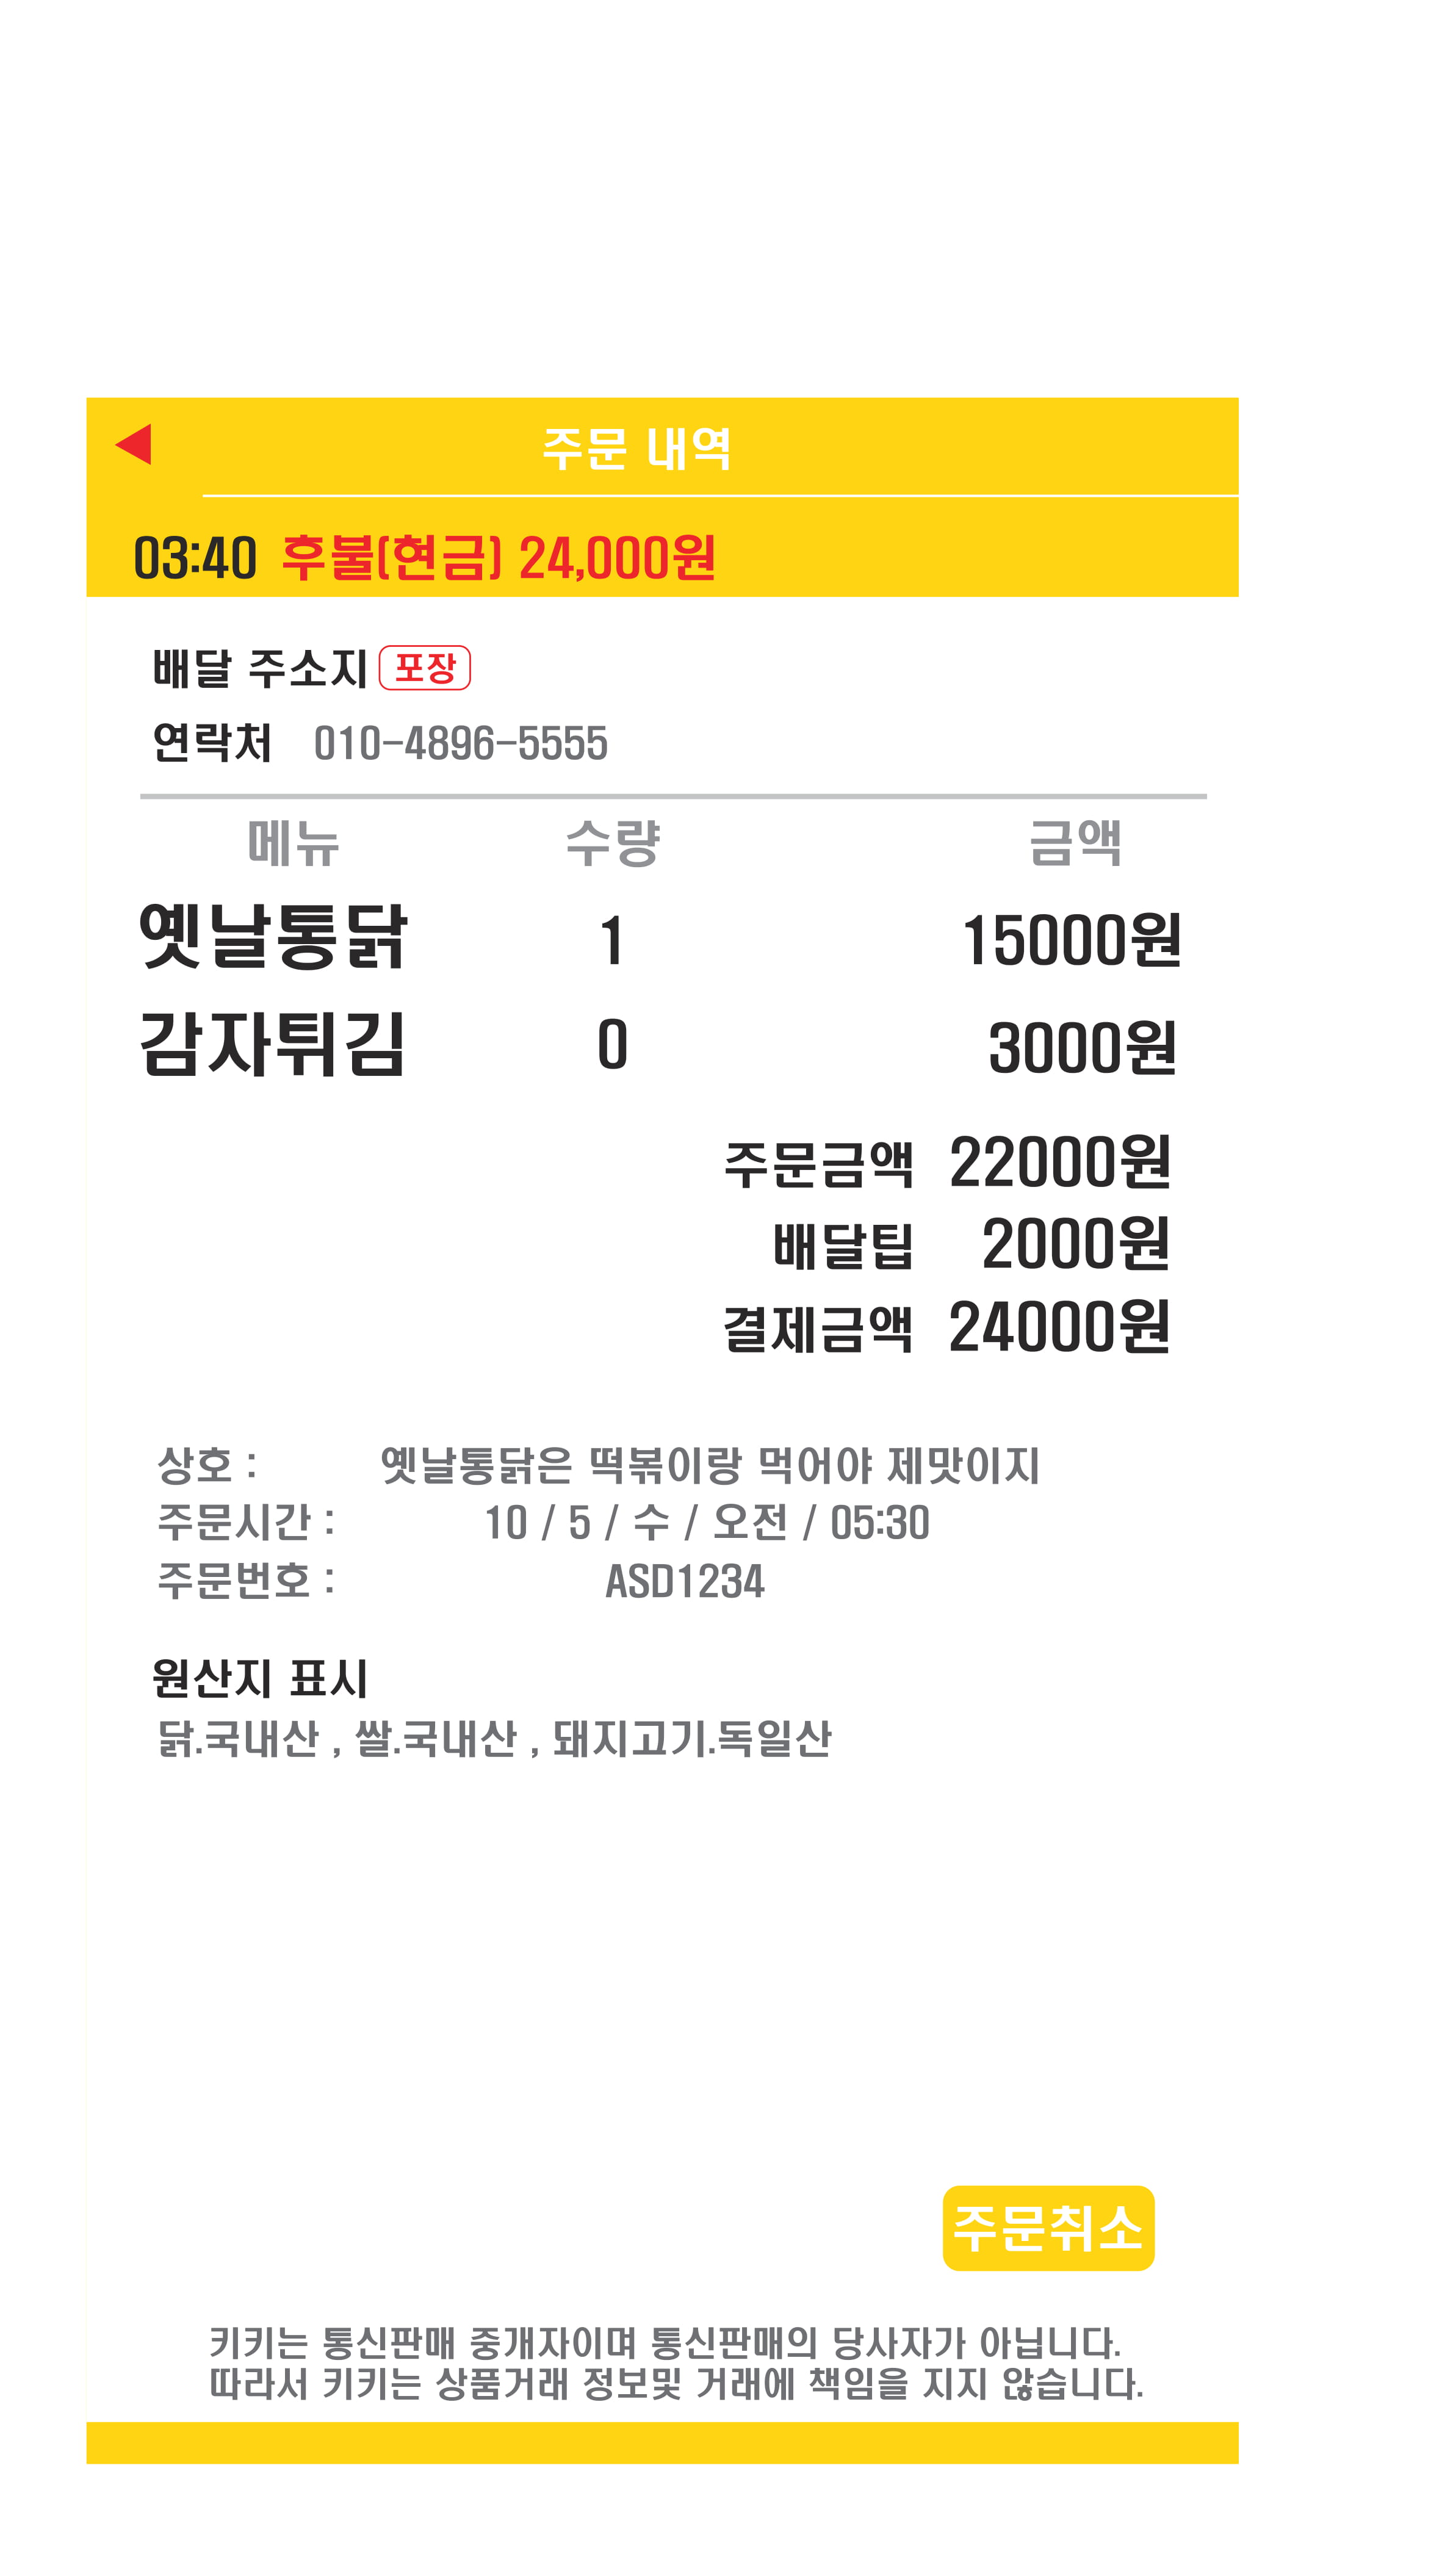 주문 내역
03:40 후불(현금) 24,000원
배달 주소지 포장
연락처 010-4896-5555
메뉴 수량 금액
옛날통닭 1 15000원
감자튀김 0 3000원
주문금액 22000원
배달팁 2000원
결제금액 24000원
상호 : 옛날통닭은 떡볶이랑 먹어야 제맛이지
주문시간 : 10 / 5 / 수 / 오전 / 05:30
주문번호 : ASD1234
원산지 표시
닭.국내산 , 쌀.국내산 , 돼지고기.독일산
주문취소
키키는 통신판매 중개자이며 통신판매의 당사자가 아닙니다.
따라서 키키는 상품거래 정보및 거래에 책임을 지지 않습니다.